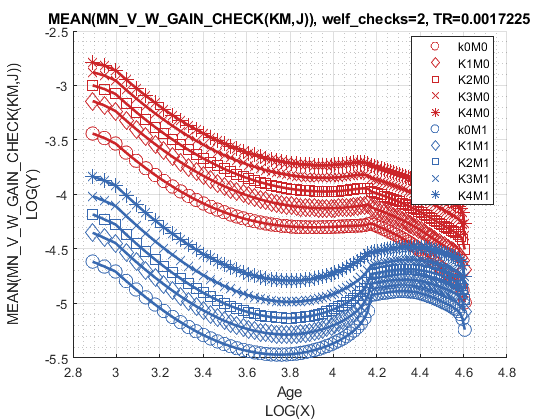 MEAN(MN_V_W_GAIN_CHECK(KM,J)), welf_checks=2, TR=0.0017225
MEAN(MN_V_W_GAIN_CHECK(KM,J))
LOG(Y)
-2.5
-3
-3.5
-4
-4.5
-5
-5.5
k0M0
K1M0
K2M0
K3M0
K4M0
k0M1
K1M1
K2M1
K3M1
K4M1
2.8 3 3.2 3.4 3.6 3.8 4 4.2 4.4 4.6 4.8
Age
LOG(X)